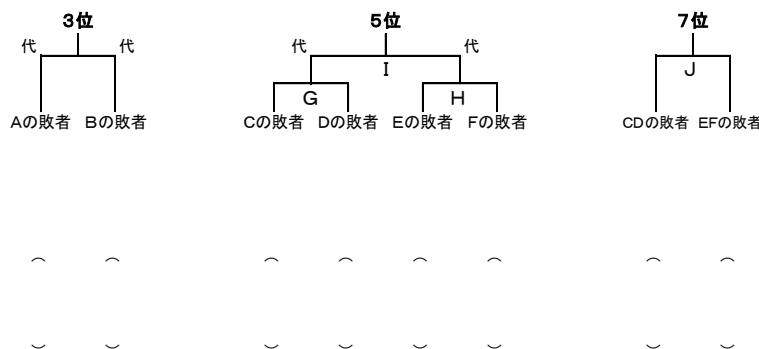 3位 5位 7位
代 代 代 代
I J
G H
Aの敗者 Bの敗者 Cの敗者 Dの敗者 Eの敗者 Fの敗者 CDの敗者 EFの敗者
︵ ︵ ︵ ︵ ︵ ︵ ︵ ︵
︶ ︶ ︶ ︶ ︶ ︶ ︶ ︶